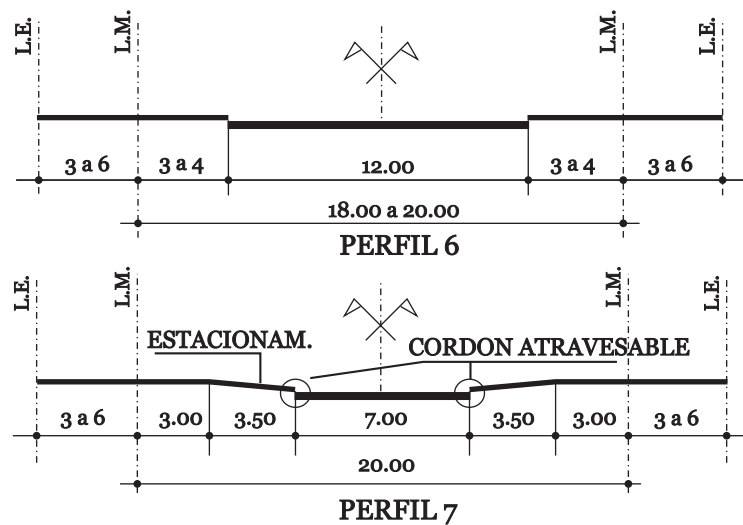 L.E.
L.M.
L.M.
L.E.
3 a 6
3 a 4
12.00
3 a 4
3 a 6
18.00 a 20.00
PERFIL 6
L.E.
L.M.
L.M.
L.E.
ESTACIONAM.
CORDON ATRAVESABLE
3 a 6
3.00
3.50
7.00
3.50
3.00
3 a 6
20.00
PERFIL 7